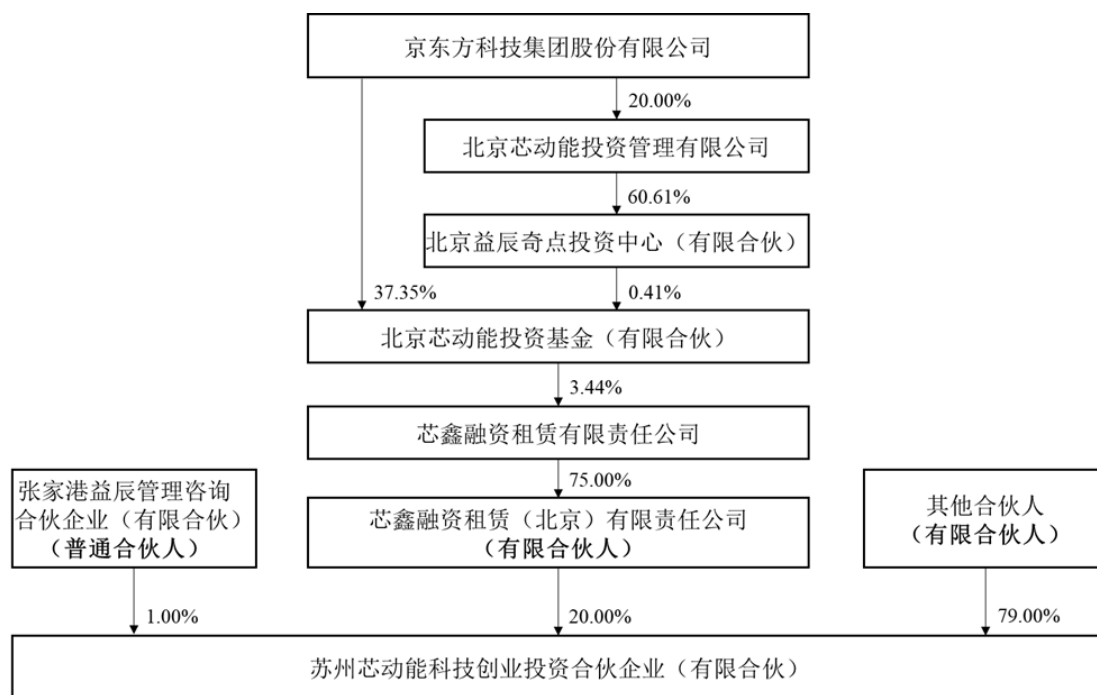 京东方科技集团股份有限公司
20.00%
北京芯动能投资管理有限公司
60.61%
北京益辰奇点投资中心（有限合伙）
37.35%
0.41%
北京芯动能投资基金（有限合伙）
3.44%
芯鑫融资租赁有限责任公司
75.00%
张家港益辰管理咨询
合伙企业（有限合伙）
（普通合伙人）
芯鑫融资租赁（北京）有限责任公司
（有限合伙人）
其他合伙人
（有限合伙人）
1.00%
20.00%
79.00%
苏州芯动能科技创业投资合伙企业（有限合伙）